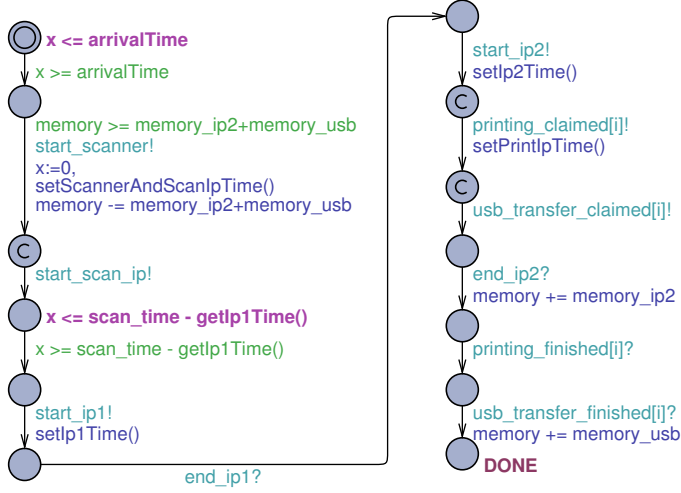 x <= arrivalTime
x >= arrivalTime
memory >= memory_ip2+memory_usb
start_scanner!
x:=0,
setScannerAndScanIpTime()
memory -= memory_ip2+memory_usb
C
start_scan_ip!
x <= scan_time - getIp1Time()
x >= scan_time - getIp1Time()
start_ip1!
setIp1Time()
end_ip1?
start_ip2!
setIp2Time()
C
printing_claimed[i]!
setPrintIpTime()
C
usb_transfer_claimed[i]!
end_ip2?
memory += memory_ip2
printing_finished[i]?
usb_transfer_finished[i]?
memory += memory_usb
DONE